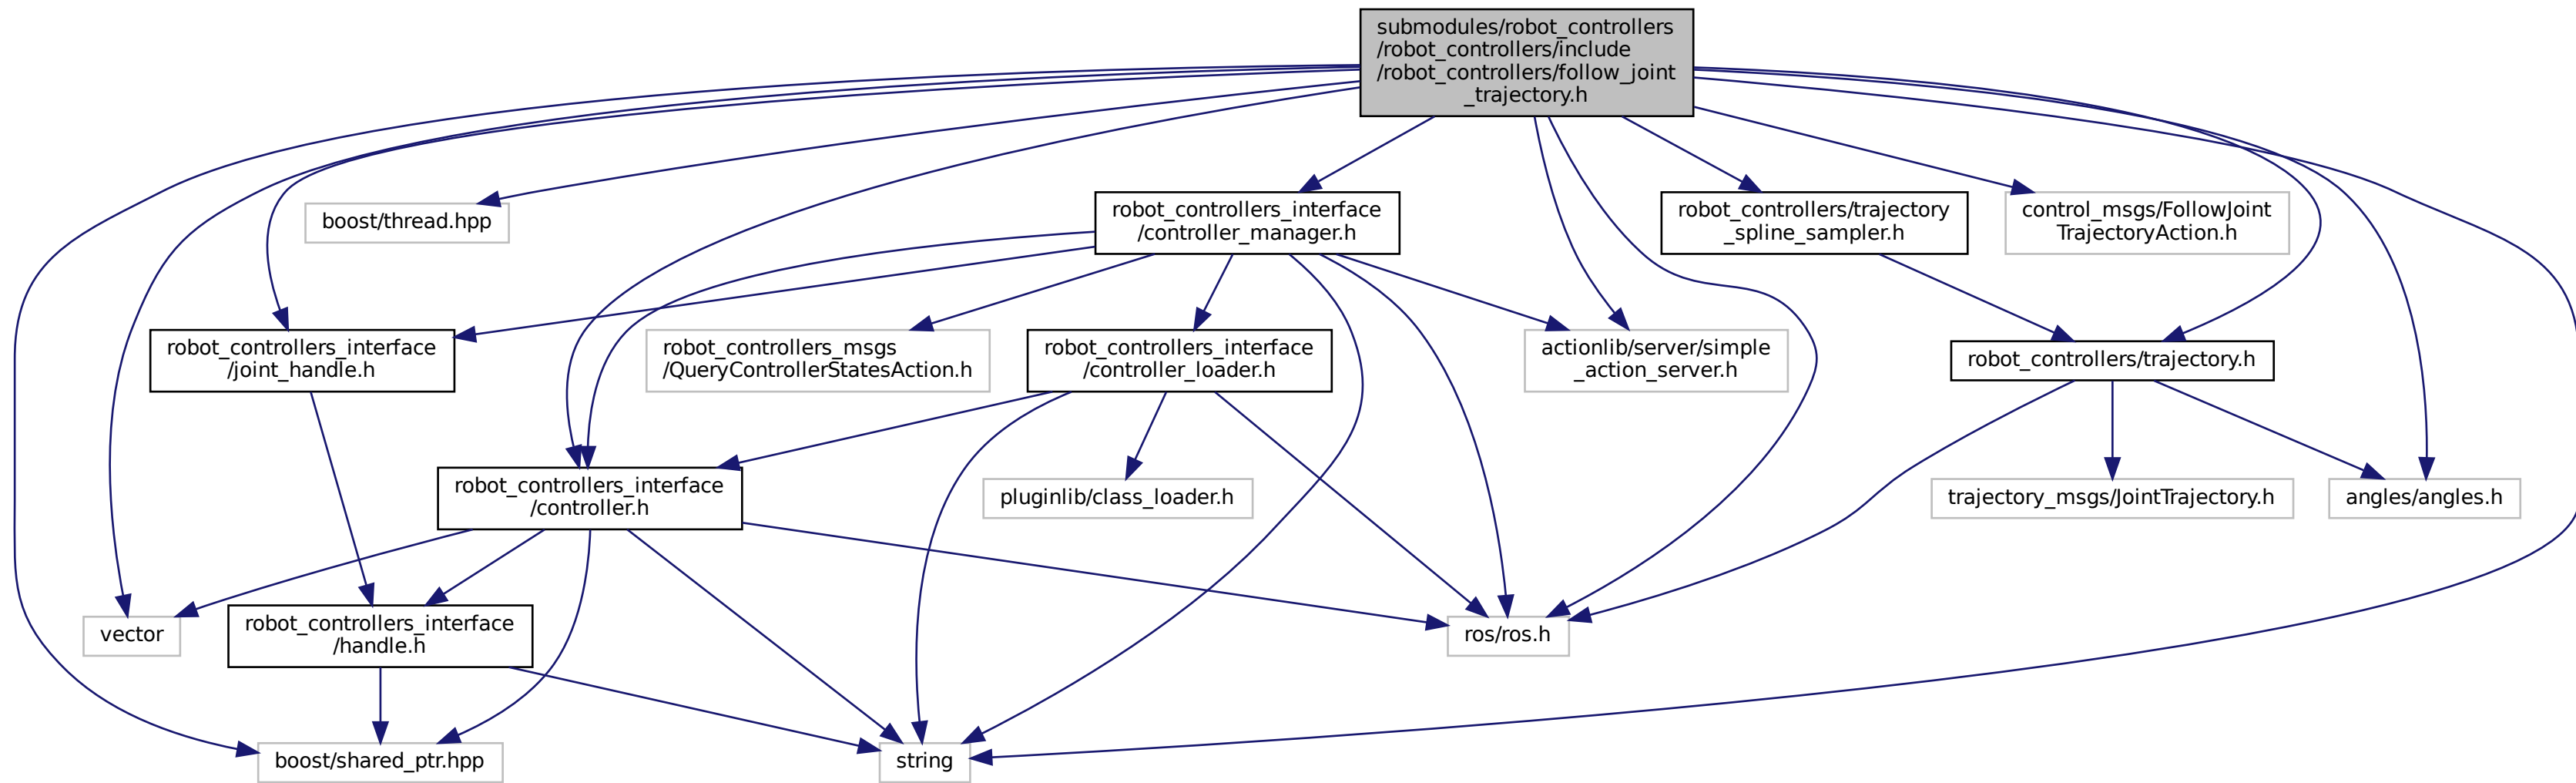 submodules/robot_controllers
/robot_controllers/include
/robot_controllers/follow_joint
_trajectory.h
boost/thread.hpp
robot_controllers_interface
/controller_manager.h
robot_controllers/trajectory
_spline_sampler.h
control_msgs/FollowJoint
TrajectoryAction.h
robot_controllers_interface
/joint_handle.h
robot_controllers_msgs
/QueryControllerStatesAction.h
robot_controllers_interface
/controller_loader.h
actionlib/server/simple
_action_server.h
robot_controllers/trajectory.h
robot_controllers_interface
/controller.h
pluginlib/class_loader.h
trajectory_msgs/JointTrajectory.h
angles/angles.h
vector
robot_controllers_interface
/handle.h
ros/ros.h
boost/shared_ptr.hpp
string